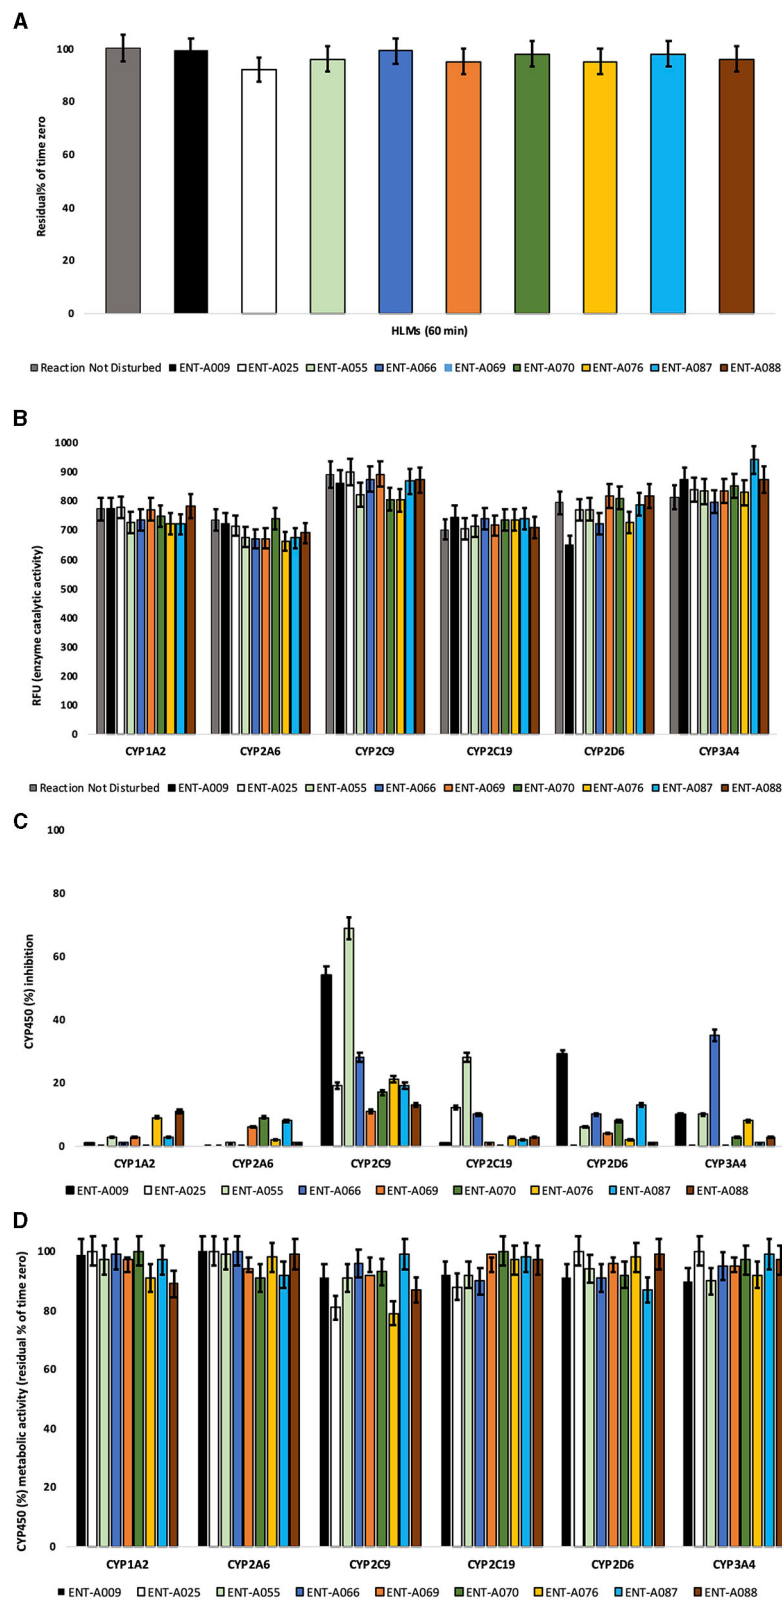 A
Residual% of time zero
100
80
60
40
20
0
HLMs (60 min)
Reaction Not Disturbed ENT-A009 ENT-A025 ENT-A055 ENT-A066 ENT-A069 ENT-A070 ENT-A076 ENT-A087 ENT-A088
B
RFU (enzyme catalytic activity)
1000
900
800
700
600
500
400
300
200
100
0
CYP1A2 CYP2A6 CYP2C9 CYP2C19 CYP2D6 CYP3A4
Reaction Not Disturbed ENT-A009 ENT-A025 ENT-A055 ENT-A066 ENT-A069 ENT-A070 ENT-A076 ENT-A087 ENT-A088
C
CYP450 (%) inhibition
100
80
60
40
20
0
CYP1A2 CYP2A6 CYP2C9 CYP2C19 CYP2D6 CYP3A4
ENT-A009 ENT-A025 ENT-A055 ENT-A066 ENT-A069 ENT-A070 ENT-A076 ENT-A087 ENT-A088
D
CYP450 (%) metabolic activity (residual % of time zero)
100
80
60
40
20
0
CYP1A2 CYP2A6 CYP2C9 CYP2C19 CYP2D6 CYP3A4
ENT-A009 ENT-A025 ENT-A055 ENT-A066 ENT-A069 ENT-A070 ENT-A076 ENT-A087 ENT-A088